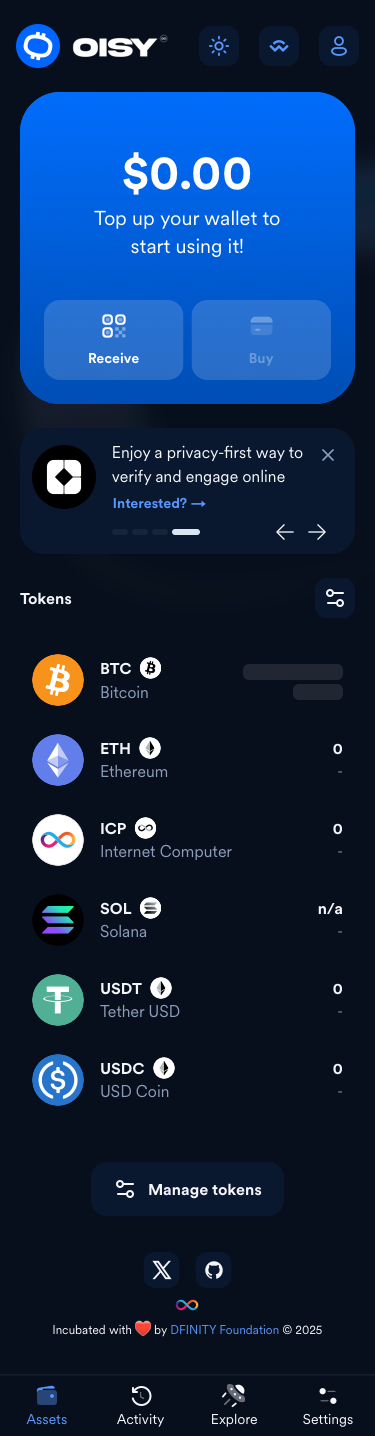 OISY
$0.00
Top up your wallet to
start using it!
Receive
Buy
Enjoy a privacy-first way to
verify and engage online
Interested? →
Tokens
BTC
Bitcoin
ETH
0
Ethereum
-
ICP
0
Internet Computer
-
SOL
n/a
Solana
-
USDT
0
Tether USD
-
USDC
0
USD Coin
-
Manage tokens
Incubated with ❤️ by DFINITY Foundation © 2025
Assets
Activity
Explore
Settings